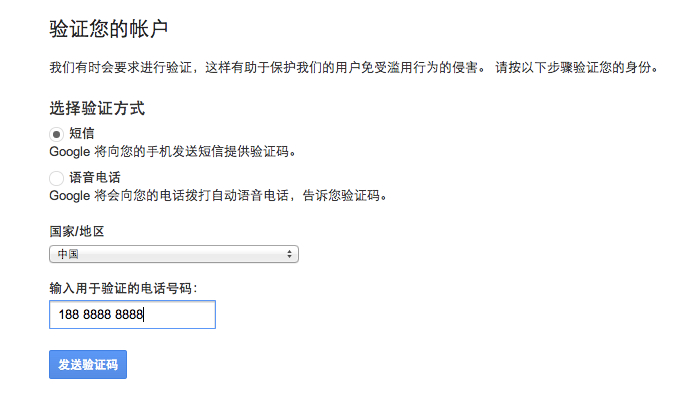 验证您的帐户
我们有时会要求进行验证，这样有助于保护我们的用户免受滥用行为的侵害。 请按以下步骤验证您的身份。
选择验证方式
短信
Google 将向您的手机发送短信提供验证码。
语音电话
Google 将会向您的电话拨打自动语音电话，告诉您验证码。
国家/地区
中国
输入用于验证的电话号码：
188 8888 8888
发送验证码